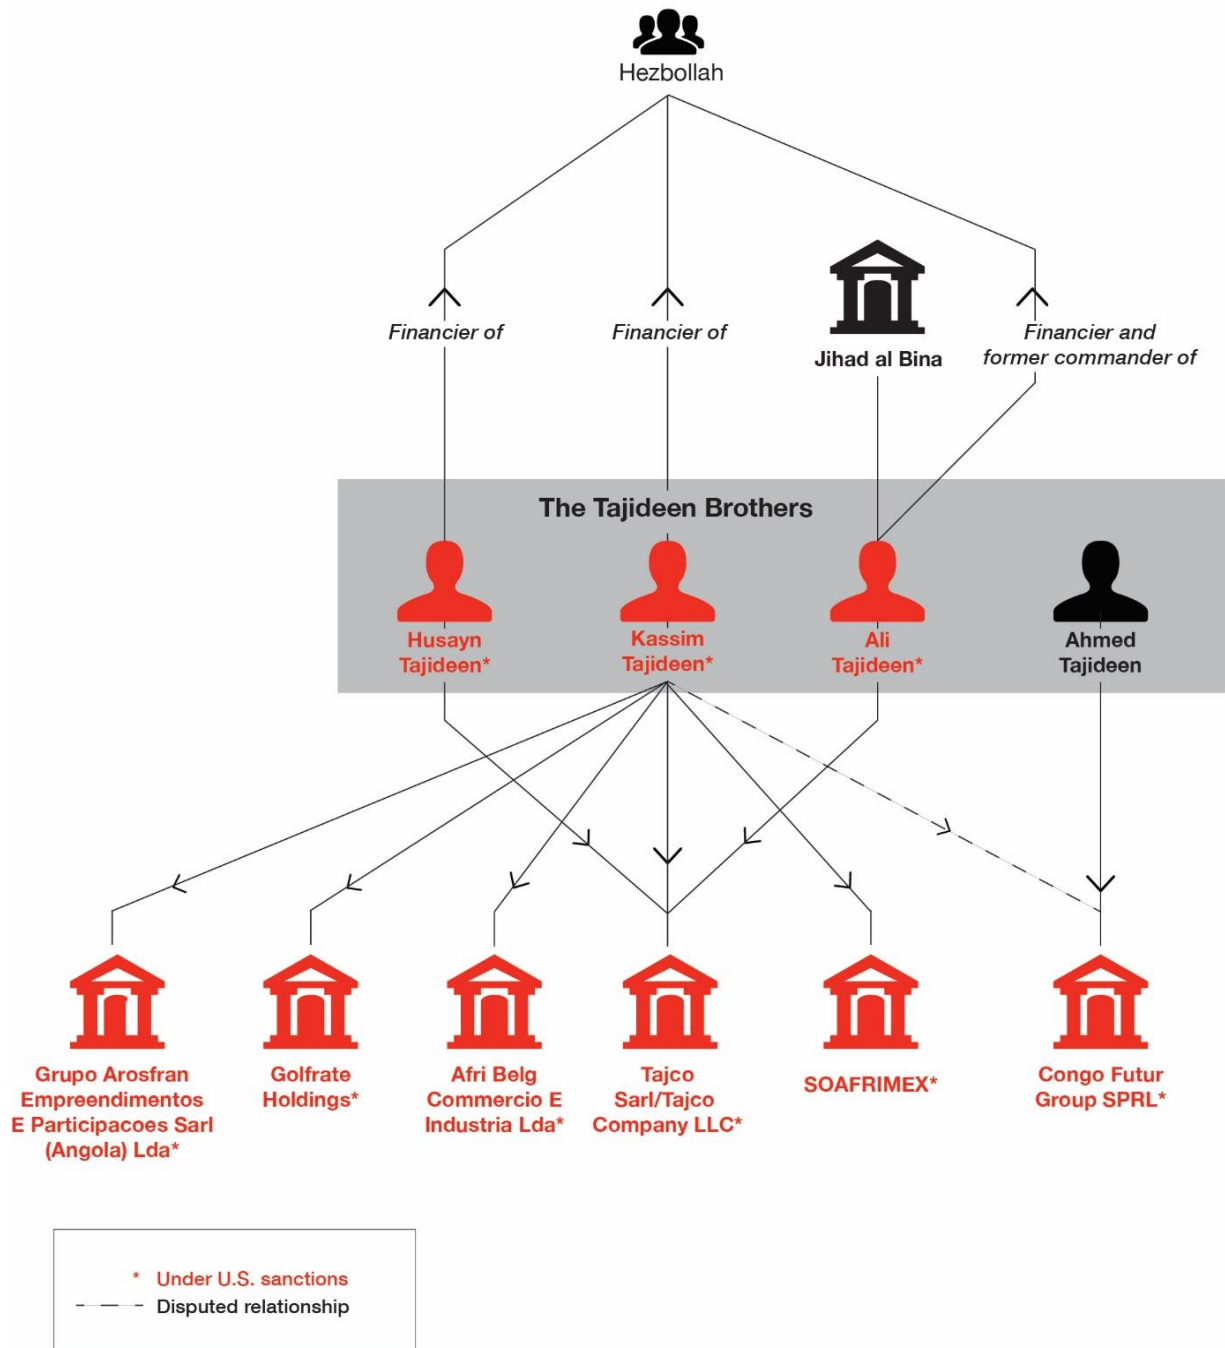 Hezbollah
Financier of
Financier of
Jihad al Bina
Financier and
former commander of
The Tajideen Brothers
Husayn
Tajideen*
Kassim
Tajideen*
Ali
Tajideen*
Ahmed
Tajideen
Grupo Arosfran
Empreendimentos
E Participacoes Sarl
(Angola) Lda*
Golfrate
Holdings*
Afri Belg
Commercio E
Industria Lda*
Tajco
Sarl/Tajco
Company LLC*
SOAFRIMEX*
Congo Futur
Group SPRL*
* Under U.S. sanctions
Disputed relationship